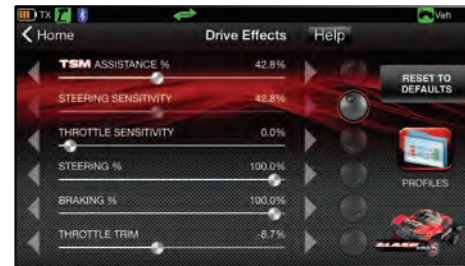 TX
Veh
Home
Drive Effects
Help
TSM ASSISTANCE %
42.8%
RESET TO
DEFAULTS
STEERING SENSITIVITY
42.8%
THROTTLE SENSITIVITY
0.0%
STEERING %
100.0%
PROFILES
BRAKING %
100.0%
THROTTLE TRIM
-8.7%
SLASH